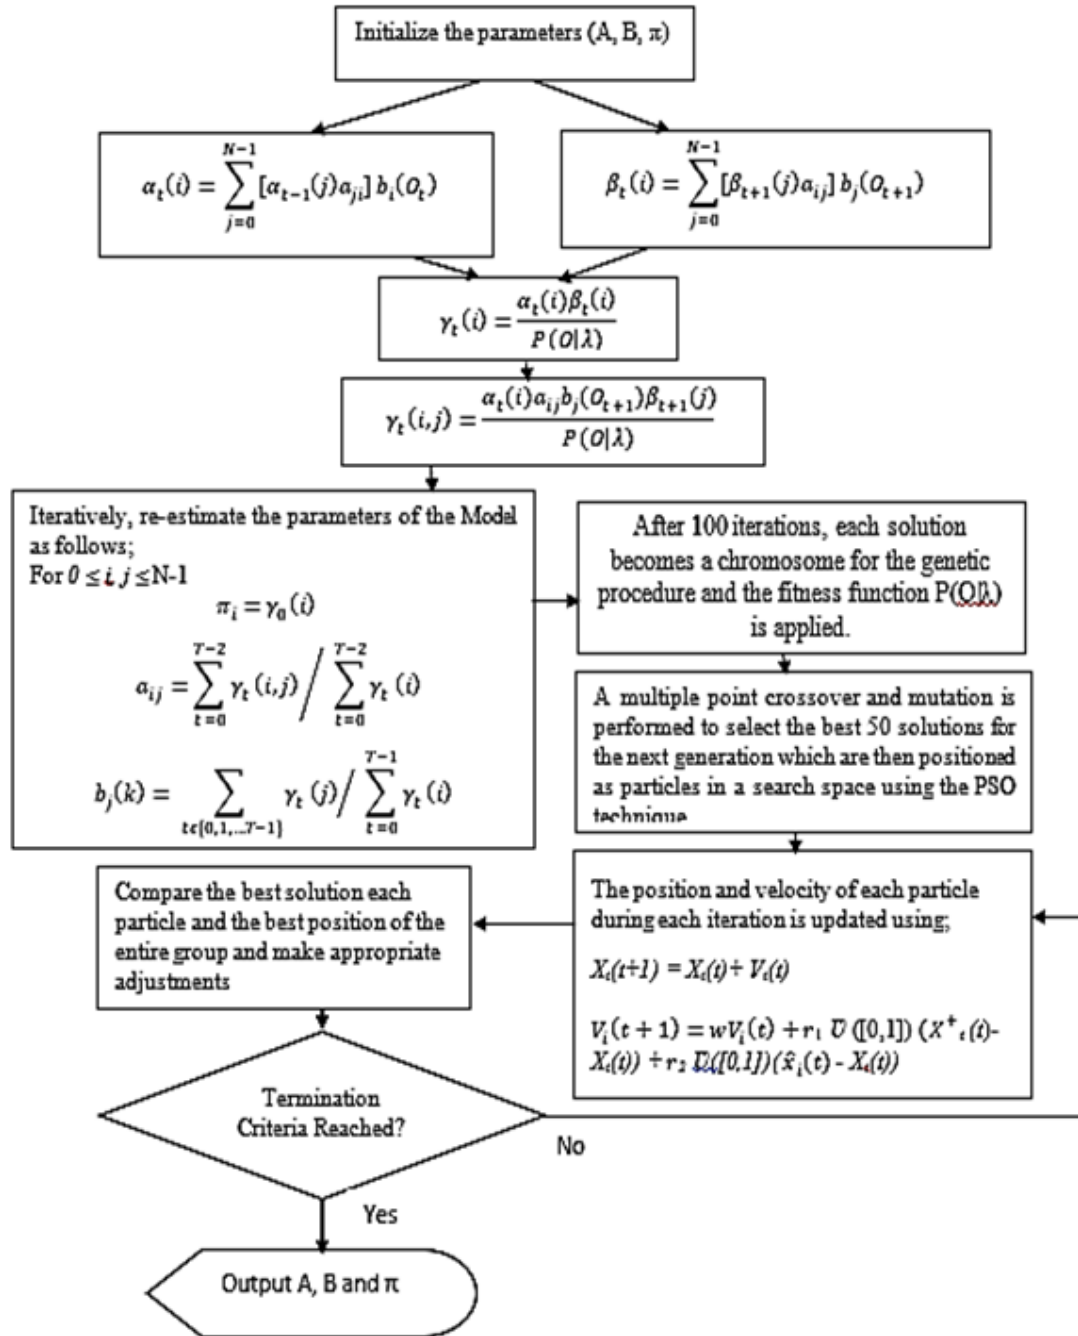 Initialize the parameters (A, B, π)
α_t(i) = ∑_{j=0}^{N−1} [α_{t−1}(j)a_{ji}] b_i(O_t)
β_t(i) = ∑_{j=0}^{N−1} [β_{t+1}(j)a_{ij}] b_j(O_{t+1})
γ_t(i) = α_t(i)β_t(i) / P(O|λ)
γ_t(i,j) = α_t(i)a_{ij}b_j(O_{t+1})β_{t+1}(j) / P(O|λ)
Iteratively, re-estimate the parameters of the Model
as follows;
For 0 ≤ i, j ≤N-1
π_i = γ_0(i)
a_{ij} = ∑_{t=0}^{T−2} γ_t(i,j) / ∑_{t=0}^{T−2} γ_t(i)
b_j(k) = ∑_{tϵ{0,1,...T−1}} γ_t(j) / ∑_{t=0}^{T−1} γ_t(i)
After 100 iterations, each solution
becomes a chromosome for the genetic
procedure and the fitness function P(O|λ)
is applied.
A multiple point crossover and mutation is
performed to select the best 50 solutions for
the next generation which are then positioned
as particles in a search space using the PSO
technique
The position and velocity of each particle
during each iteration is updated using;
X_i(t+1) = X_i(t)+ V_i(t)
V_i(t + 1) = wV_i(t) + r_1 U ([0,1]) (X^+_i(t)-
X_i(t)) + r_2 U([0,1])(x̂_i(t) - X_i(t))
Compare the best solution each
particle and the best position of the
entire group and make appropriate
adjustments
Termination
Criteria Reached?
No
Yes
Output A, B and π